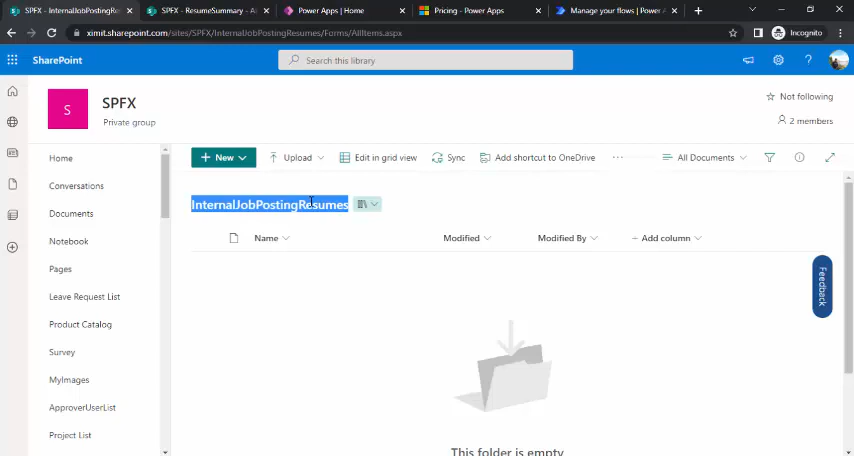 SPFX - InternalJobPostingResumes
SPFX - ResumeSummary - Al
Power Apps | Home
Pricing - Power Apps
Manage your flows | Power A
ximit.sharepoint.com/sites/SPFX/InternalJobPostingResumes/Forms/AllItems.aspx
Incognito
SharePoint
Search this library
S
SPFX
Private group
Not following
2 members
Home
Conversations
Documents
Notebook
Pages
Leave Request List
Product Catalog
Survey
MyImages
ApproverUserList
Project List
New
Upload
Edit in grid view
Sync
Add shortcut to OneDrive
All Documents
InternalJobPostingResumes
Name
Modified
Modified By
Add column
Feedback
This folder is empty